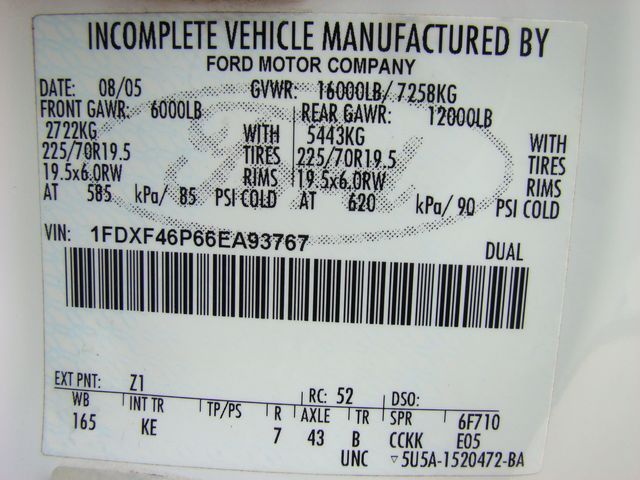 INCOMPLETE VEHICLE MANUFACTURED BY
FORD MOTOR COMPANY
DATE: 08/05 GVWR: 16000LB/ 7258KG
FRONT GAWR: 6000LB REAR GAWR: 12000LB
2722KG WITH 5443KG WITH
225/70R19.5 TIRES 225/70R19.5 TIRES
19.5x6.0RW RIMS 19.5x6.0RW RIMS
AT 585 kPa/ 85 PSI COLD AT 620 kPa/ 90 PSI COLD
VIN: 1FDXF46P66EA93767 DUAL
EXT PNT: Z1 RC: 52 DSO:
WB INT TR TP/PS R AXLE TR SPR 6F710
165 KE 7 43 B CCKK E05
UNC ▽5U5A-1520472-BA